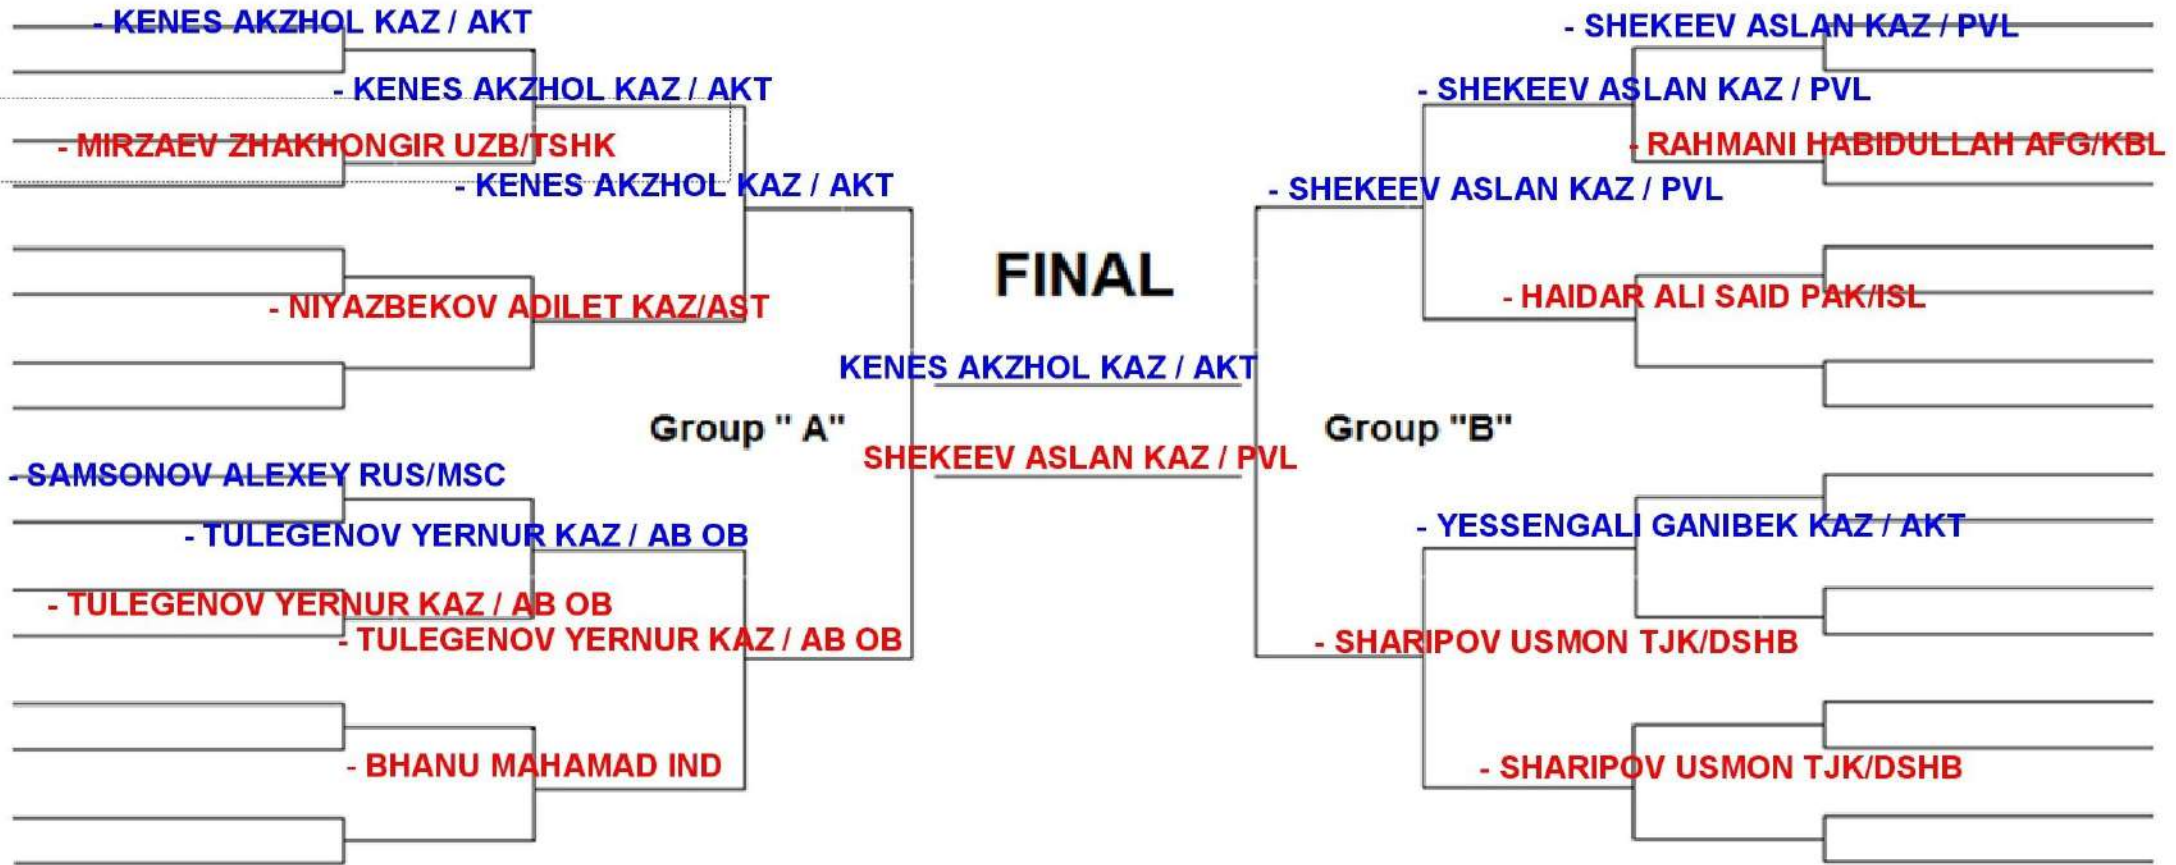 - KENES AKZHOL KAZ / AKT
- KENES AKZHOL KAZ / AKT
- MIRZAEV ZHAKHONGIR UZB/TSHK
- KENES AKZHOL KAZ / AKT
- NIYAZBEKOV ADILET KAZ/AST
Group " A"
- SAMSONOV ALEXEY RUS/MSC
- TULEGENOV YERNUR KAZ / AB OB
- TULEGENOV YERNUR KAZ / AB OB
- TULEGENOV YERNUR KAZ / AB OB
- BHANU MAHAMAD IND
FINAL
KENES AKZHOL KAZ / AKT
SHEKEEV ASLAN KAZ / PVL
- SHEKEEV ASLAN KAZ / PVL
- SHEKEEV ASLAN KAZ / PVL
- RAHMANI HABIDULLAH AFG/KBL
- SHEKEEV ASLAN KAZ / PVL
- HAIDAR ALI SAID PAK/ISL
Group "B"
- YESSENGALI GANIBEK KAZ / AKT
- SHARIPOV USMON TJK/DSHB
- SHARIPOV USMON TJK/DSHB